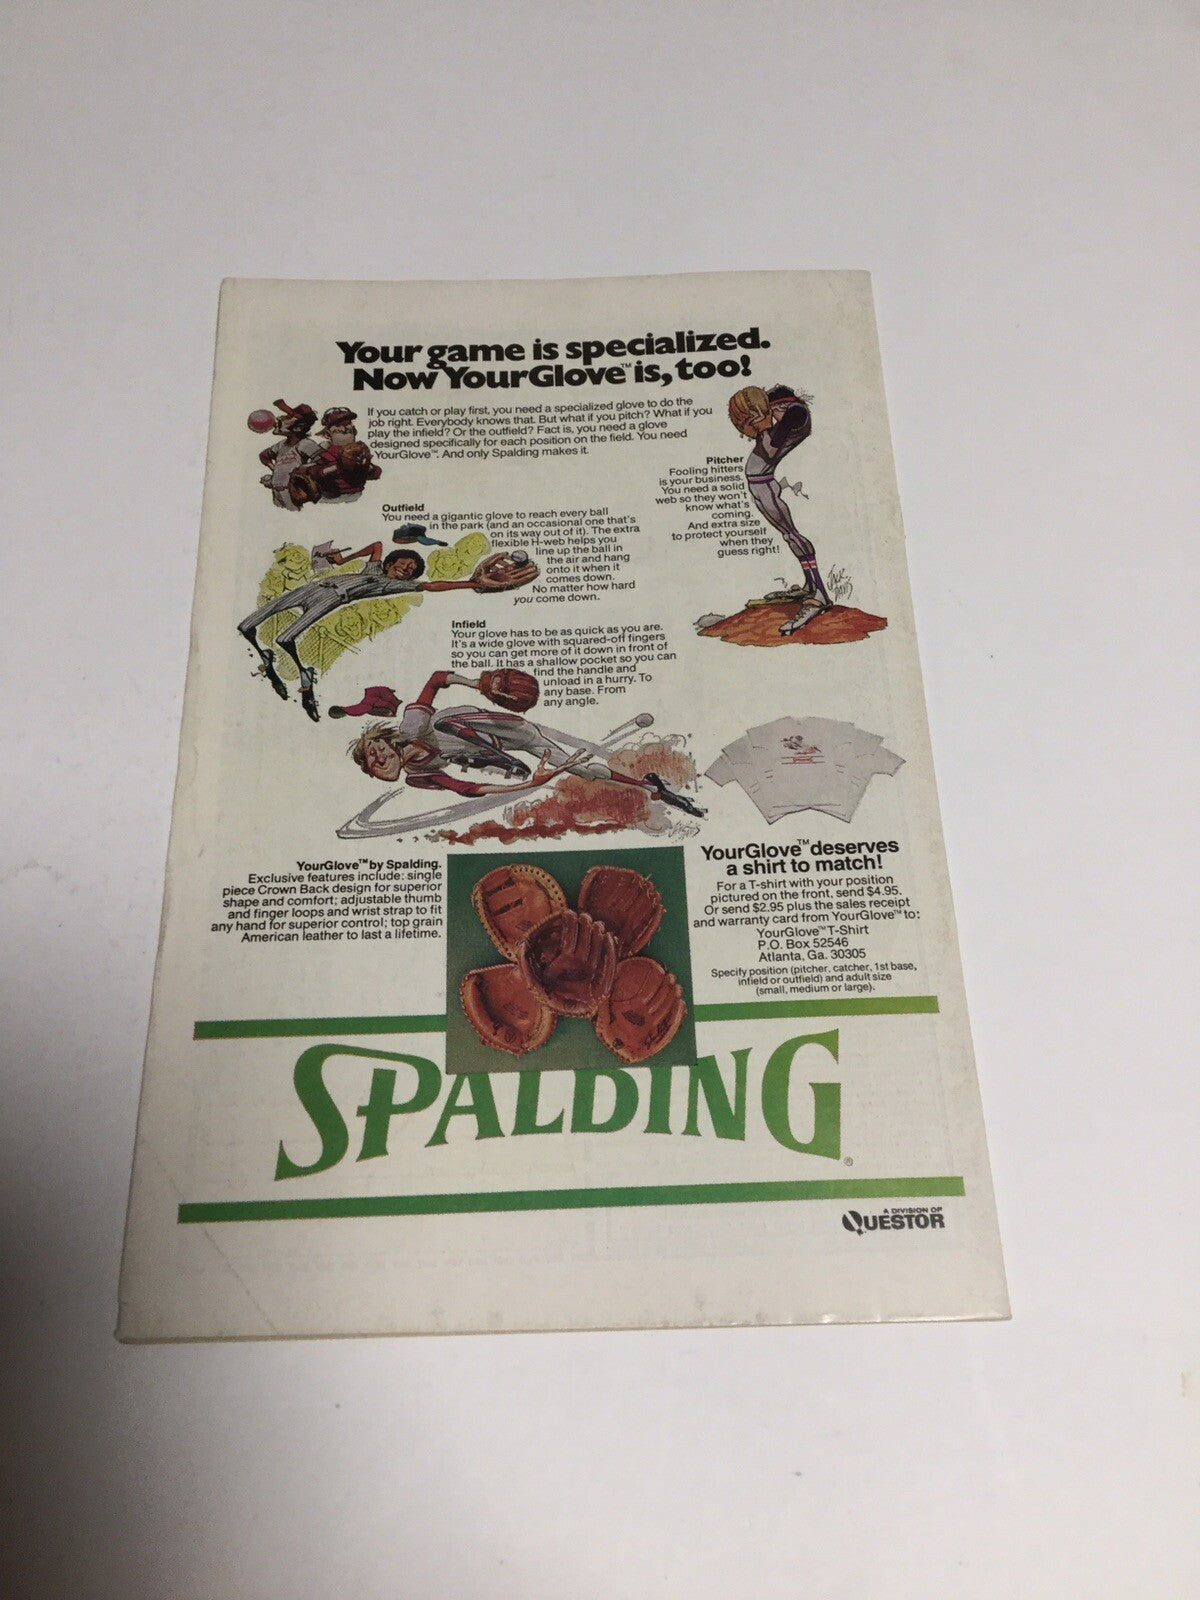 Your game is specialized.
Now YourGlove™ is, too!
If you catch or play first, you need a specialized glove to do the
job right. Everybody knows that. But what if you pitch? What if you
play the infield? Or the outfield? Fact is, you need a glove
designed specifically for each position on the field. You need
YourGlove™. And only Spalding makes it.
Pitcher
Fooling hitters
is your business.
You need a solid
web so they won't
know what's
coming.
And extra size
to protect yourself
when they
guess right!
JACK
DAVIS
Outfield
You need a gigantic glove to reach every ball
in the park (and an occasional one that's
on its way out of it). The extra
flexible H-web helps you
line up the ball in
the air and hang
onto it when it
comes down.
No matter how hard
you come down.
Infield
Your glove has to be as quick as you are.
It's a wide glove with squared-off fingers
so you can get more of it down in front of
the ball. It has a shallow pocket so you can
find the handle and
unload in a hurry. To
any base. From
any angle.
YourGlove™ by Spalding.
Exclusive features include: single
piece Crown Back design for superior
shape and comfort; adjustable thumb
and finger loops and wrist strap to fit
any hand for superior control; top grain
American leather to last a lifetime.
YourGlove™ deserves
a shirt to match!
For a T-shirt with your position
pictured on the front, send $4.95.
Or send $2.95 plus the sales receipt
and warranty card from YourGlove™ to:
YourGlove™ T-Shirt
P.O. Box 52546
Atlanta, Ga. 30305
Specify position (pitcher, catcher, 1st base,
infield or outfield) and adult size
(small, medium or large).
SPALDING®
A DIVISION OF
QUESTOR